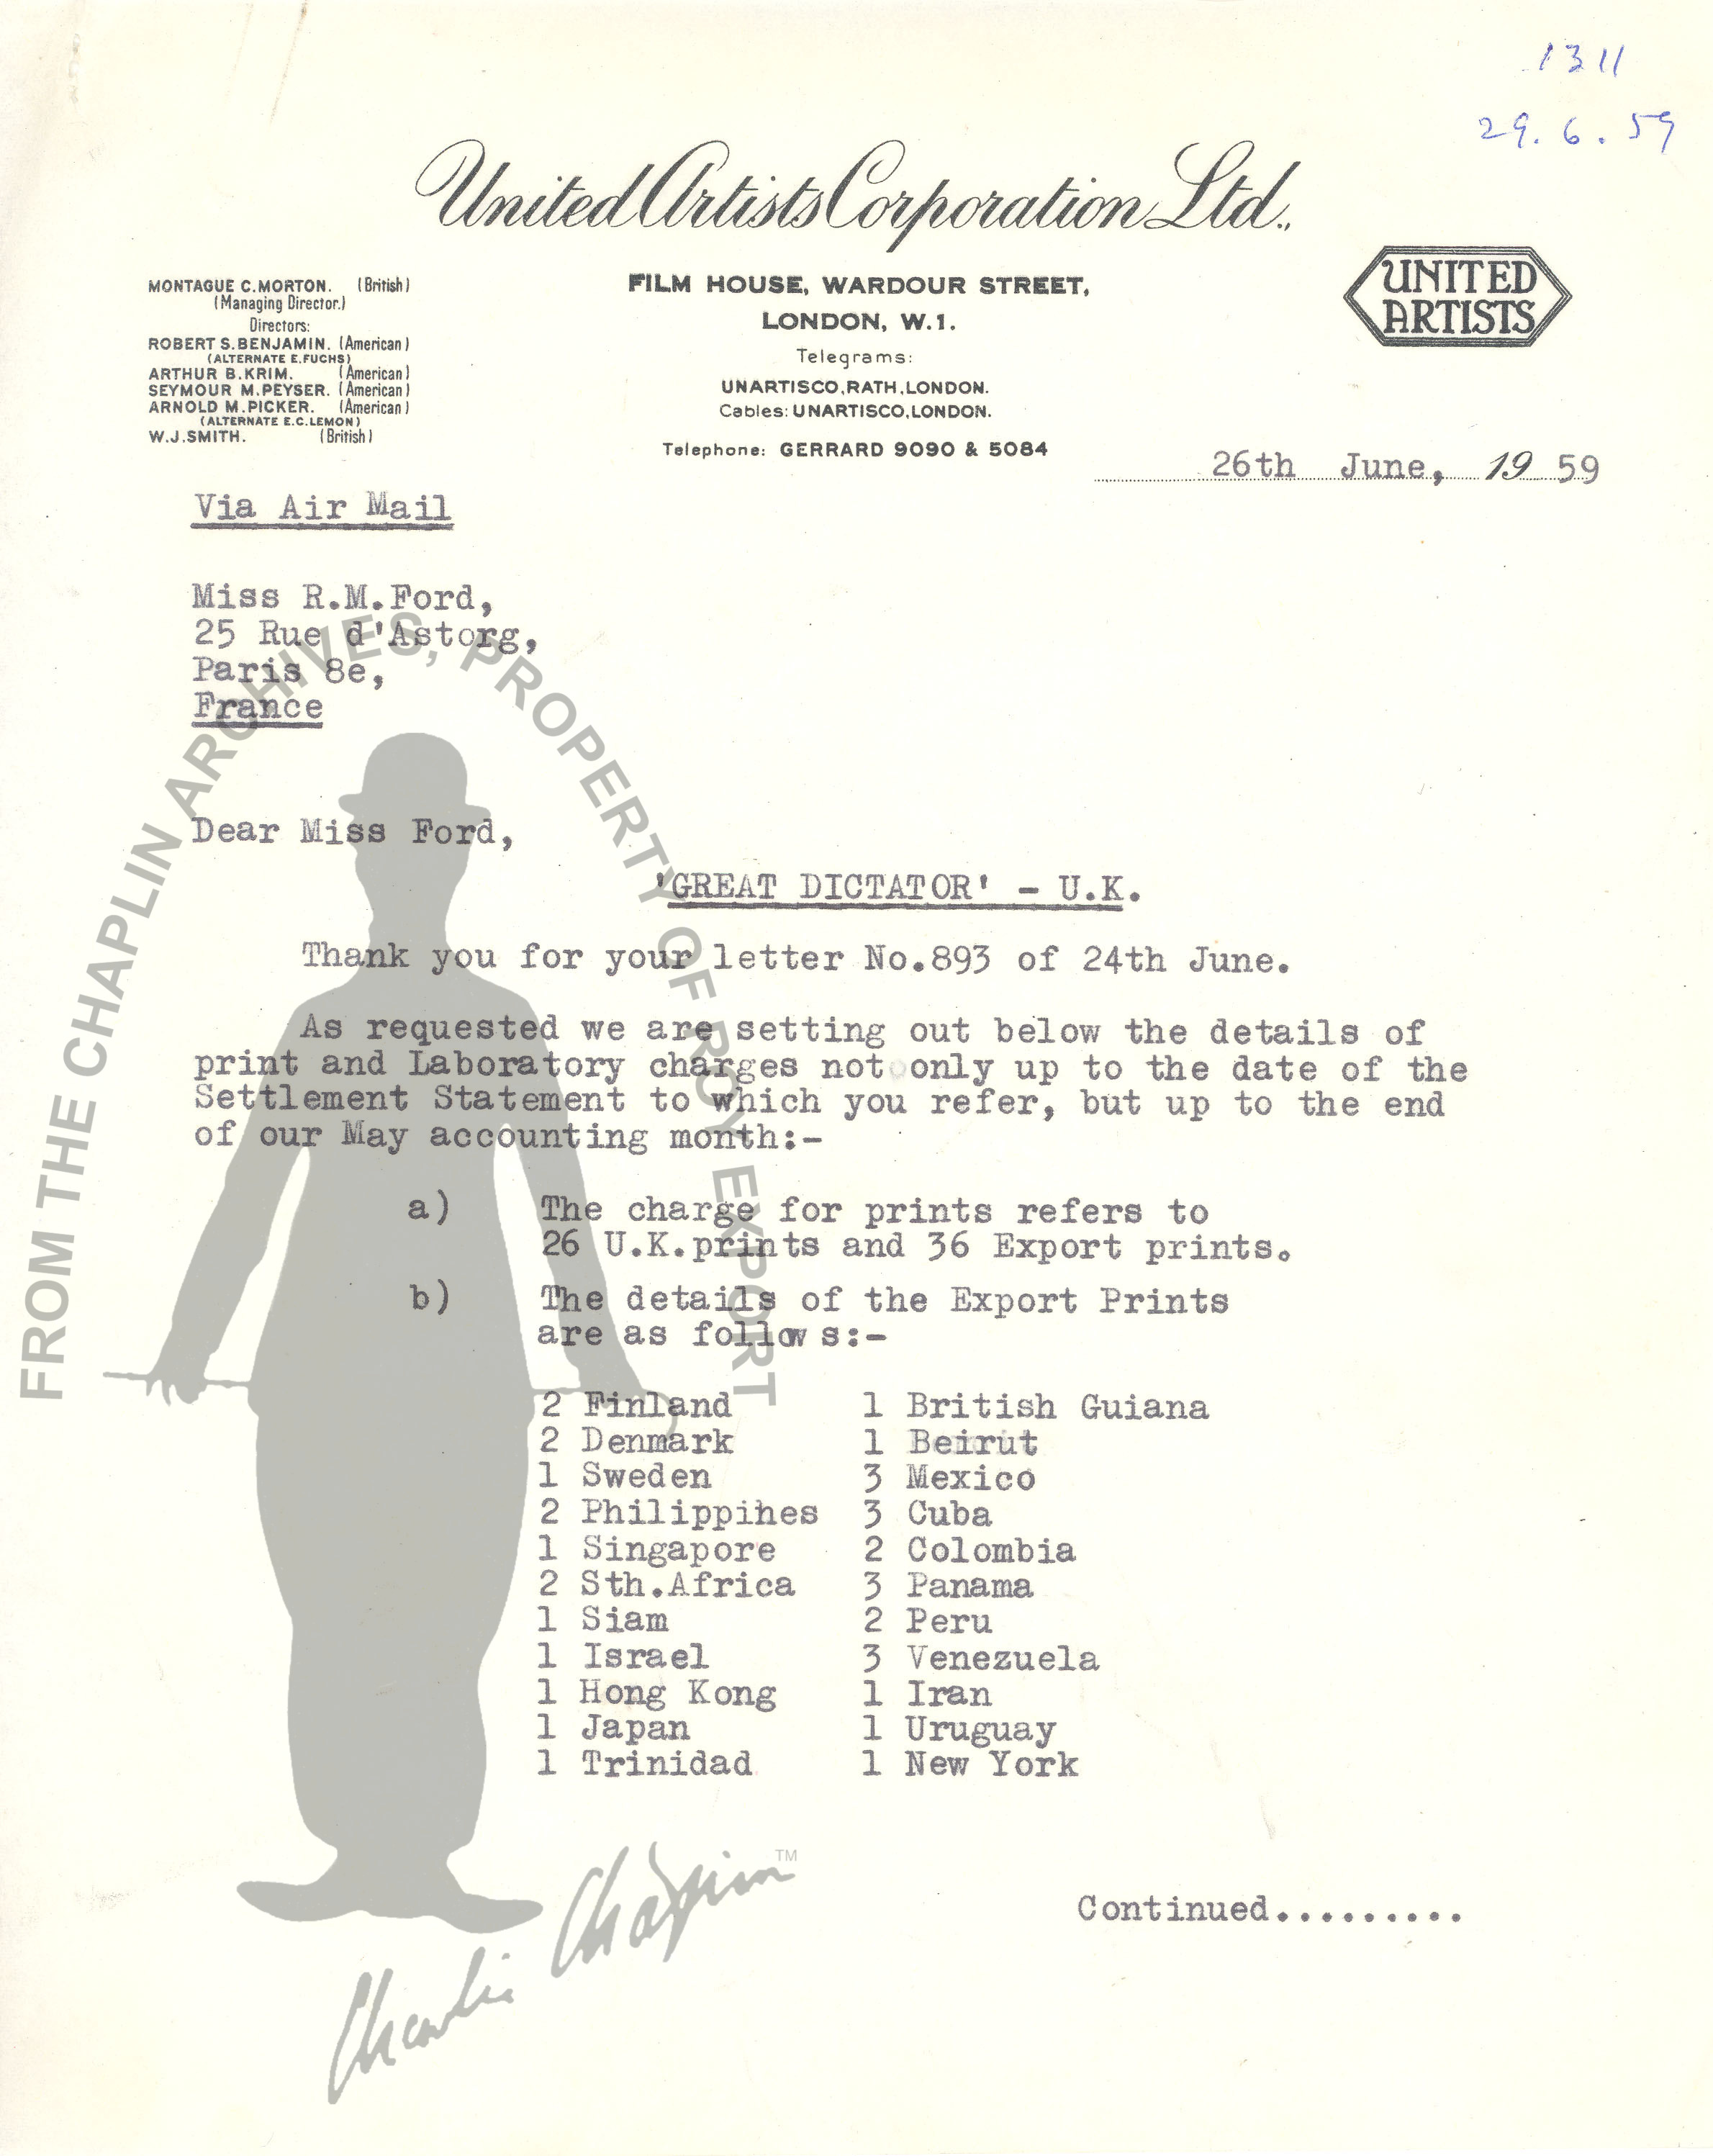 1311
29.6.59
United Artists Corporation Ltd.,
MONTAGUE C.MORTON. (British)
(Managing Director.)
Directors:
ROBERT S.BENJAMIN. (American)
(ALTERNATE E.FUCHS)
ARTHUR B.KRIM. (American)
SEYMOUR M.PEYSER. (American)
ARNOLD M.PICKER. (American)
(ALTERNATE E.C.LEMON)
W.J.SMITH. (British)
FILM HOUSE, WARDOUR STREET,
LONDON, W.1.
Telegrams:
UNARTISCO,RATH,LONDON.
Cables: UNARTISCO,LONDON.
Telephone: GERRARD 9090 & 5084
UNITED
ARTISTS
26th June, 19 59
Via Air Mail
Miss R.M.Ford,
25 Rue d'Astorg,
Paris 8e,
France
Dear Miss Ford,
'GREAT DICTATOR' - U.K.
Thank you for your letter No.893 of 24th June.
As requested we are setting out below the details of
print and Laboratory charges not only up to the date of the
Settlement Statement to which you refer, but up to the end
of our May accounting month:-
a) The charge for prints refers to
26 U.K.prints and 36 Export prints.
b) The details of the Export Prints
are as follows:-
2 Finland 1 British Guiana
2 Denmark 1 Beirut
1 Sweden 3 Mexico
2 Philippines 3 Cuba
1 Singapore 2 Colombia
2 Sth.Africa 3 Panama
1 Siam 2 Peru
1 Israel 3 Venezuela
1 Hong Kong 1 Iran
1 Japan 1 Uruguay
1 Trinidad 1 New York
Continued.........
FROM THE CHAPLIN ARCHIVES, PROPERTY OF ROY EXPORT
Charlie Chaplin TM